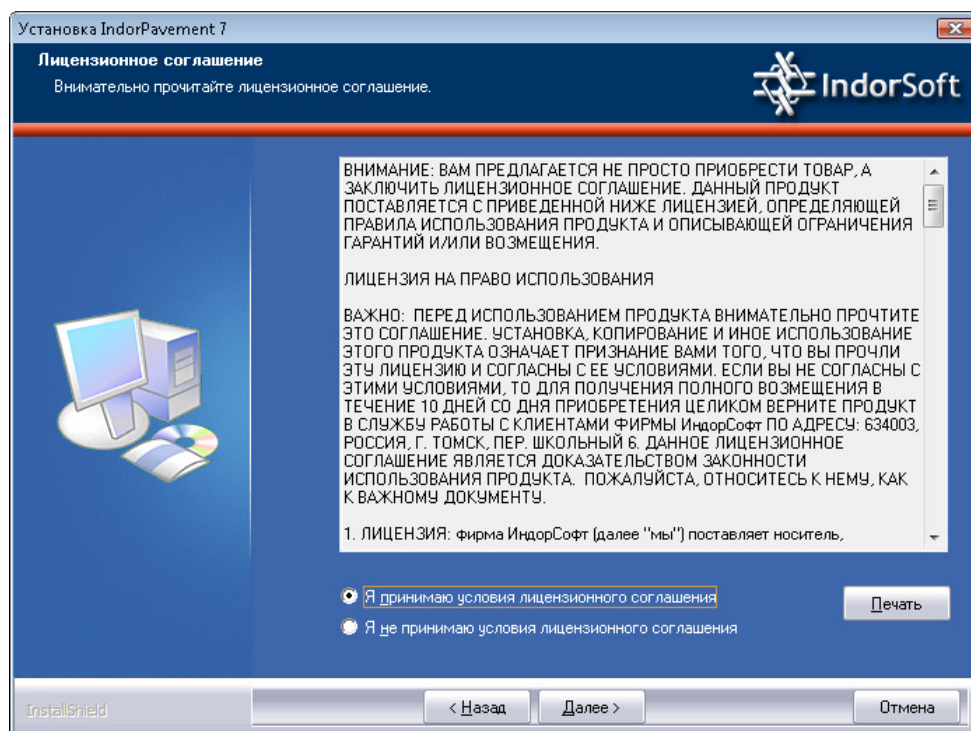 Установка IndorPavement 7
Лицензионное соглашение
Внимательно прочитайте лицензионное соглашение.
IndorSoft
ВНИМАНИЕ: ВАМ ПРЕДЛАГАЕТСЯ НЕ ПРОСТО ПРИОБРЕСТИ ТОВАР, А
ЗАКЛЮЧИТЬ ЛИЦЕНЗИОННОЕ СОГЛАШЕНИЕ. ДАННЫЙ ПРОДУКТ
ПОСТАВЛЯЕТСЯ С ПРИВЕДЕННОЙ НИЖЕ ЛИЦЕНЗИЕЙ, ОПРЕДЕЛЯЮЩЕЙ
ПРАВИЛА ИСПОЛЬЗОВАНИЯ ПРОДУКТА И ОПИСЫВАЮЩЕЙ ОГРАНИЧЕНИЯ
ГАРАНТИЙ И/ИЛИ ВОЗМЕЩЕНИЯ.
ЛИЦЕНЗИЯ НА ПРАВО ИСПОЛЬЗОВАНИЯ
ВАЖНО: ПЕРЕД ИСПОЛЬЗОВАНИЕМ ПРОДУКТА ВНИМАТЕЛЬНО ПРОЧТИТЕ
ЭТО СОГЛАШЕНИЕ. УСТАНОВКА, КОПИРОВАНИЕ И ИНОЕ ИСПОЛЬЗОВАНИЕ
ЭТОГО ПРОДУКТА ОЗНАЧАЕТ ПРИЗНАНИЕ ВАМИ ТОГО, ЧТО ВЫ ПРОЧЛИ
ЭТУ ЛИЦЕНЗИЮ И СОГЛАСНЫ С ЕЕ УСЛОВИЯМИ. ЕСЛИ ВЫ НЕ СОГЛАСНЫ С
ЭТИМИ УСЛОВИЯМИ, ТО ДЛЯ ПОЛУЧЕНИЯ ПОЛНОГО ВОЗМЕЩЕНИЯ В
ТЕЧЕНИЕ 10 ДНЕЙ СО ДНЯ ПРИОБРЕТЕНИЯ ЦЕЛИКОМ ВЕРНИТЕ ПРОДУКТ
В СЛУЖБУ РАБОТЫ С КЛИЕНТАМИ ФИРМЫ ИндорСофт ПО АДРЕСУ: 634003,
РОССИЯ, Г. ТОМСК, ПЕР. ШКОЛЬНЫЙ 6. ДАННОЕ ЛИЦЕНЗИОННОЕ
СОГЛАШЕНИЕ ЯВЛЯЕТСЯ ДОКАЗАТЕЛЬСТВОМ ЗАКОННОСТИ
ИСПОЛЬЗОВАНИЯ ПРОДУКТА. ПОЖАЛУЙСТА, ОТНОСИТЕСЬ К НЕМУ, КАК
К ВАЖНОМУ ДОКУМЕНТУ.
1. ЛИЦЕНЗИЯ: фирма ИндорСофт (далее "мы") поставляет носитель,
Я принимаю условия лицензионного соглашения
Печать
Я не принимаю условия лицензионного соглашения
InstallShield
< Назад
Далее >
Отмена